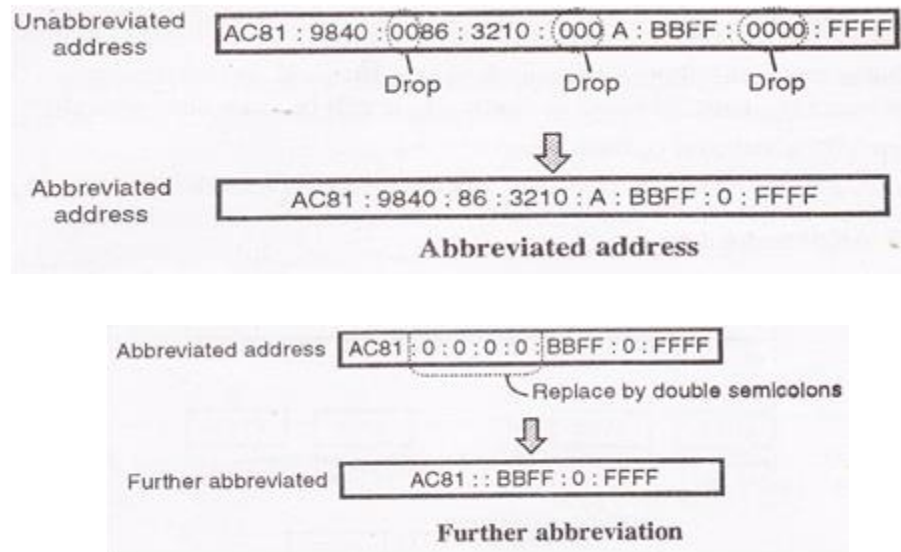 Unabbreviated
address
AC81 : 9840 : 0086 : 3210 : 000 A : BBFF : 0000 : FFFF
Drop Drop Drop
Abbreviated
address
AC81 : 9840 : 86 : 3210 : A : BBFF : 0 : FFFF
Abbreviated address
Abbreviated address AC81 : 0 : 0 : 0 : 0 : BBFF : 0 : FFFF
Replace by double semicolons
Further abbreviated AC81 : : BBFF : 0 : FFFF
Further abbreviation